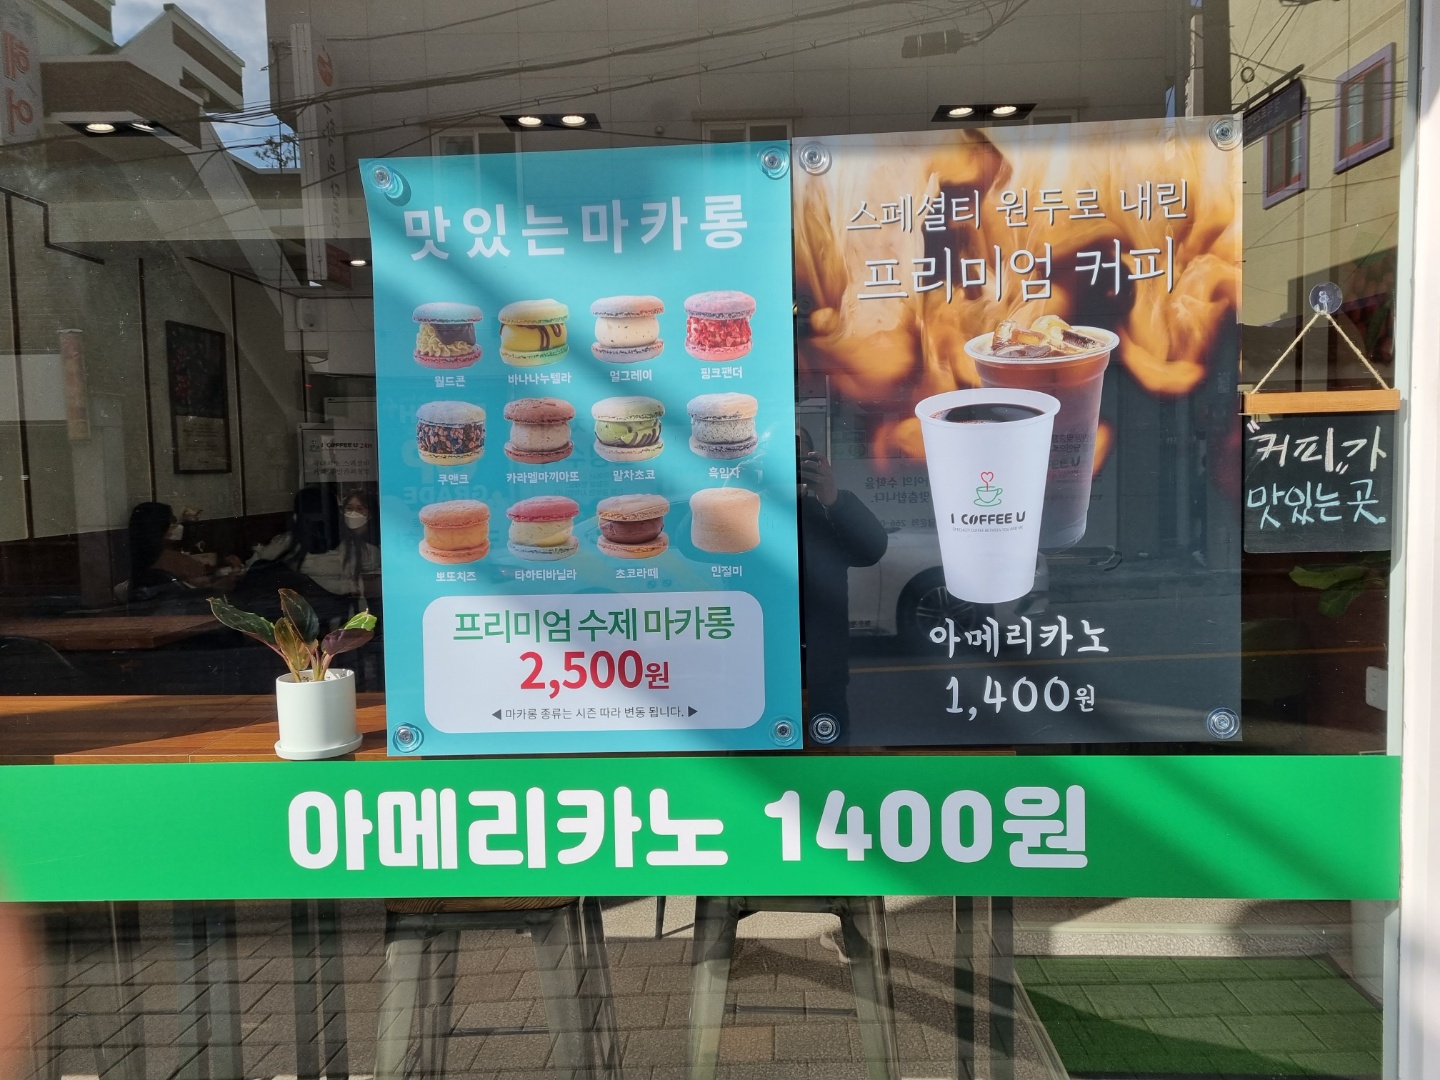 맛있는마카롱
월드콘
바나나누텔라
얼그레이
핑크팬더
쿠앤크
카라멜마끼아또
말차초코
흑임자
뽀또치즈
타히티바닐라
초코라떼
인절미
프리미엄 수제 마카롱
2,500원
◀ 마카롱 종류는 시즌 따라 변동 됩니다. ▶
스페셜티 원두로 내린
프리미엄 커피
I COFFEE U
아메리카노
1,400원
"커피"가
맛있는 곳
아메리카노 1400원